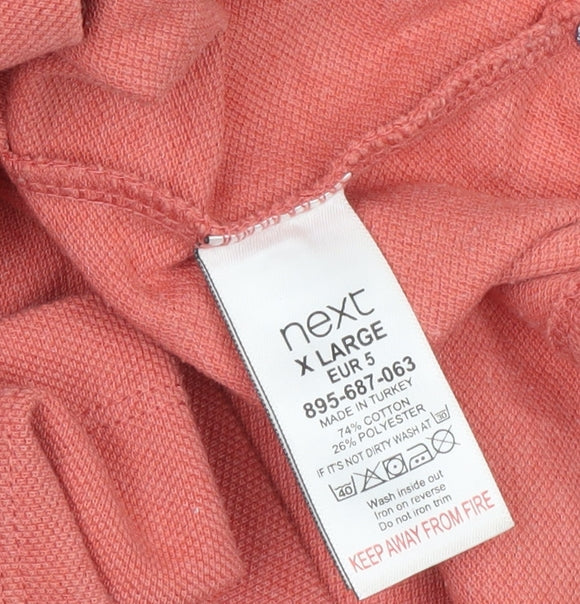 next
X LARGE
EUR 5
895-687-063
MADE IN TURKEY
74% COTTON
26% POLYESTER
IF IT'S NOT DIRTY WASH AT 30
40
Wash inside out
Iron on reverse
Do not iron trim
KEEP AWAY FROM FIRE